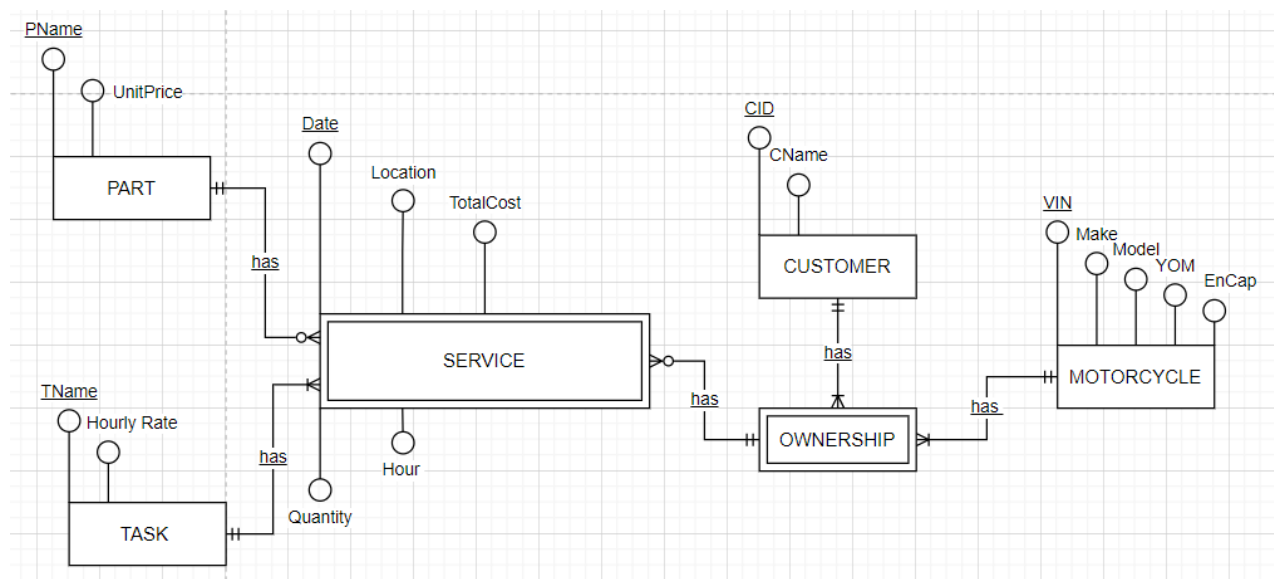 PName
UnitPrice
PART
Date
Location
TotalCost
has
SERVICE
TName
Hourly Rate
has
TASK
Hour
Quantity
CID
CName
CUSTOMER
has
has
OWNERSHIP
VIN
Make
Model
YOM
EnCap
MOTORCYCLE
has